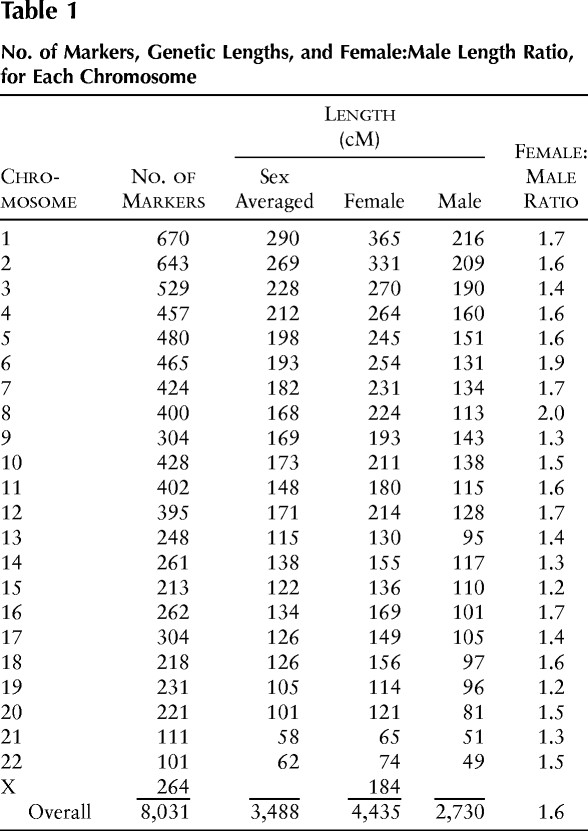 Table 1
No. of Markers, Genetic Lengths, and Female:Male Length Ratio,
for Each Chromosome
LENGTH
(cM)
FEMALE:
CHRO- NO. OF Sex MALE
MOSOME MARKERS Averaged Female Male RATIO
1 670 290 365 216 1.7
2 643 269 331 209 1.6
3 529 228 270 190 1.4
4 457 212 264 160 1.6
5 480 198 245 151 1.6
6 465 193 254 131 1.9
7 424 182 231 134 1.7
8 400 168 224 113 2.0
9 304 169 193 143 1.3
10 428 173 211 138 1.5
11 402 148 180 115 1.6
12 395 171 214 128 1.7
13 248 115 130 95 1.4
14 261 138 155 117 1.3
15 213 122 136 110 1.2
16 262 134 169 101 1.7
17 304 126 149 105 1.4
18 218 126 156 97 1.6
19 231 105 114 96 1.2
20 221 101 121 81 1.5
21 111 58 65 51 1.3
22 101 62 74 49 1.5
X 264 184
Overall 8,031 3,488 4,435 2,730 1.6